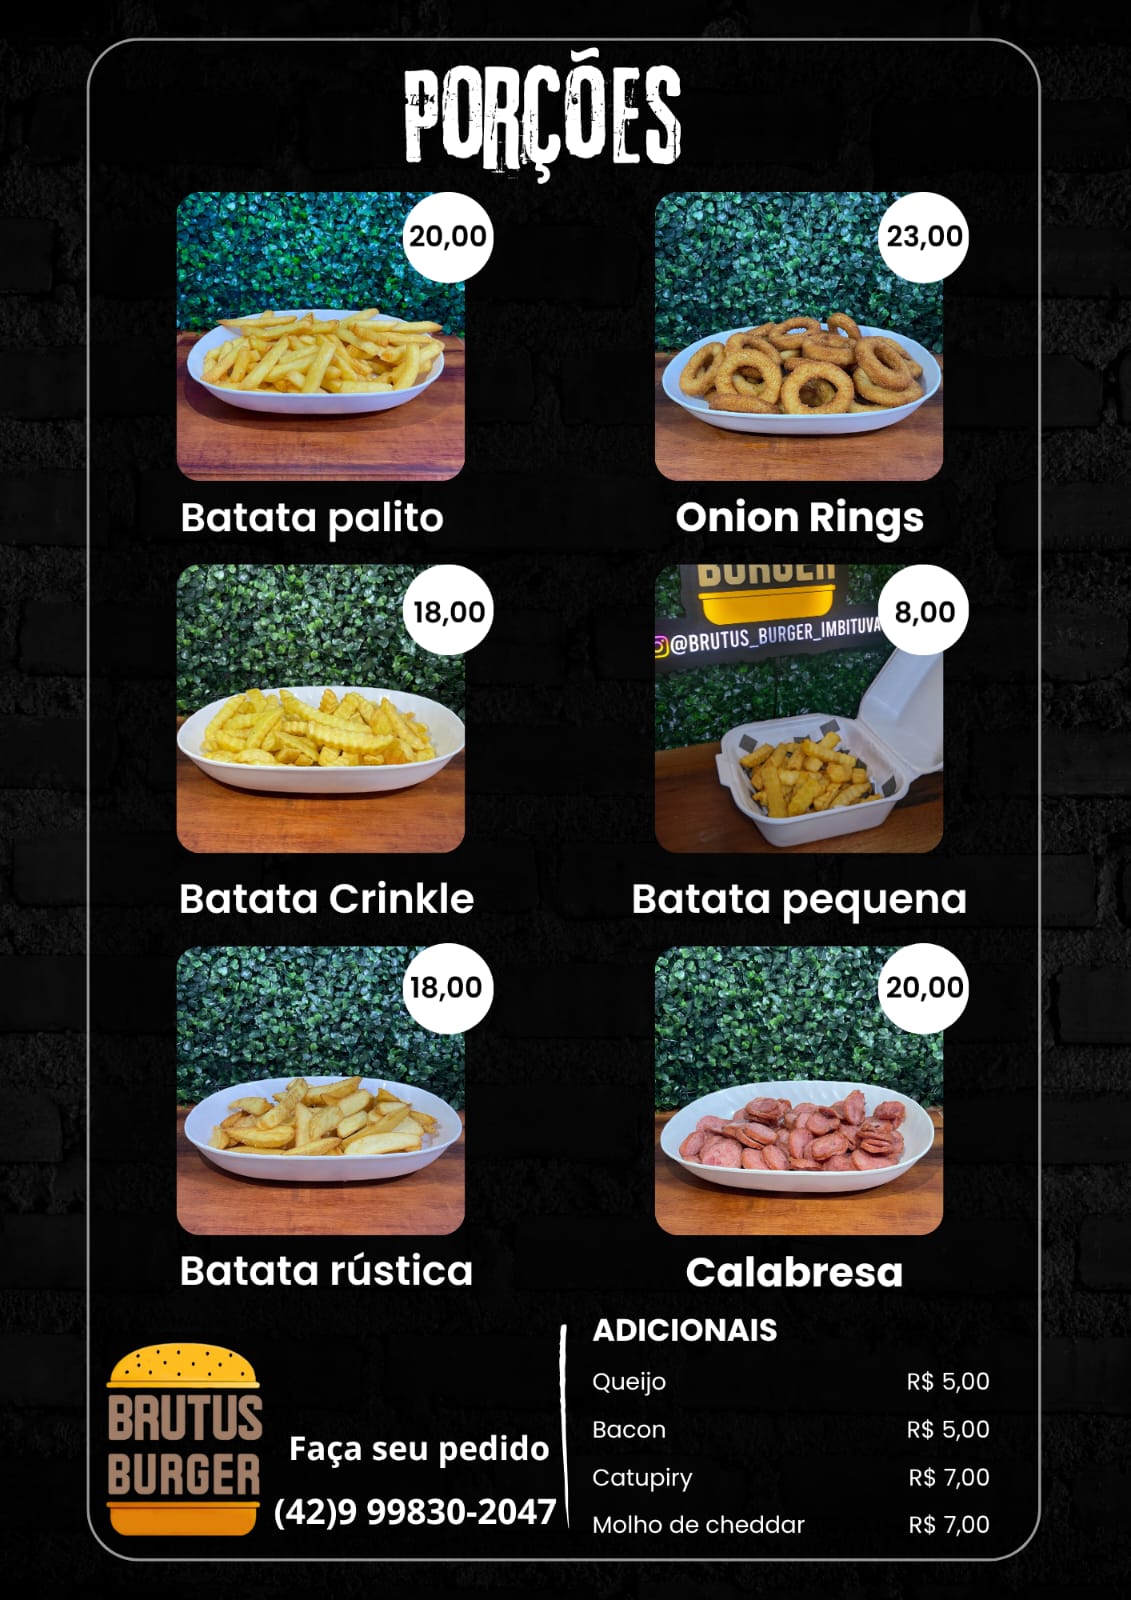 PORÇÕES
20,00
23,00
Batata palito
Onion Rings
18,00
BURGER
@BRUTUS_BURGER_IMBITUVA
8,00
Batata Crinkle
Batata pequena
18,00
20,00
Batata rústica
Calabresa
BRUTUS
BURGER
Faça seu pedido
(42)9 99830-2047
ADICIONAIS
Queijo R$ 5,00
Bacon R$ 5,00
Catupiry R$ 7,00
Molho de cheddar R$ 7,00